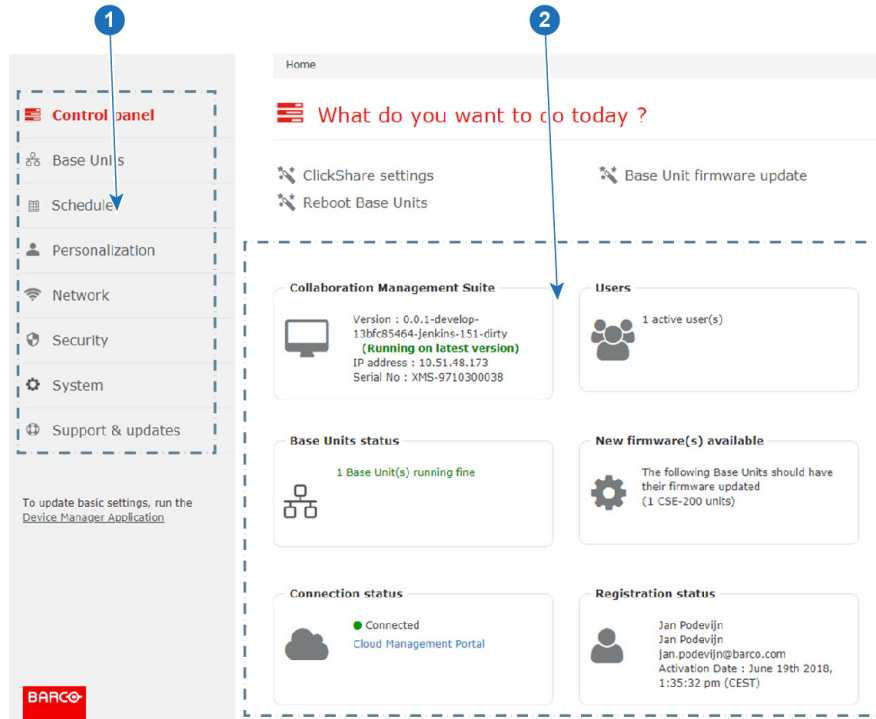 1
2
Home
Control panel
What do you want to do today ?
Base Units
Schedule
Personalization
Network
Security
System
Support & updates
To update basic settings, run the
Device Manager Application
BARCO
ClickShare settings
Base Unit firmware update
Reboot Base Units
Collaboration Management Suite
Version : 0.0.1-develop-
13bfc85464-jenkins-151-dirty
(Running on latest version)
IP address : 10.51.48.173
Serial No : XMS-9710300038
Users
1 active user(s)
Base Units status
1 Base Unit(s) running fine
New firmware(s) available
The following Base Units should have
their firmware updated
(1 CSE-200 units)
Connection status
Connected
Cloud Management Portal
Registration status
Jan Podevijn
Jan Podevijn
jan.podevijn@barco.com
Activation Date : June 19th 2018,
1:35:32 pm (CEST)